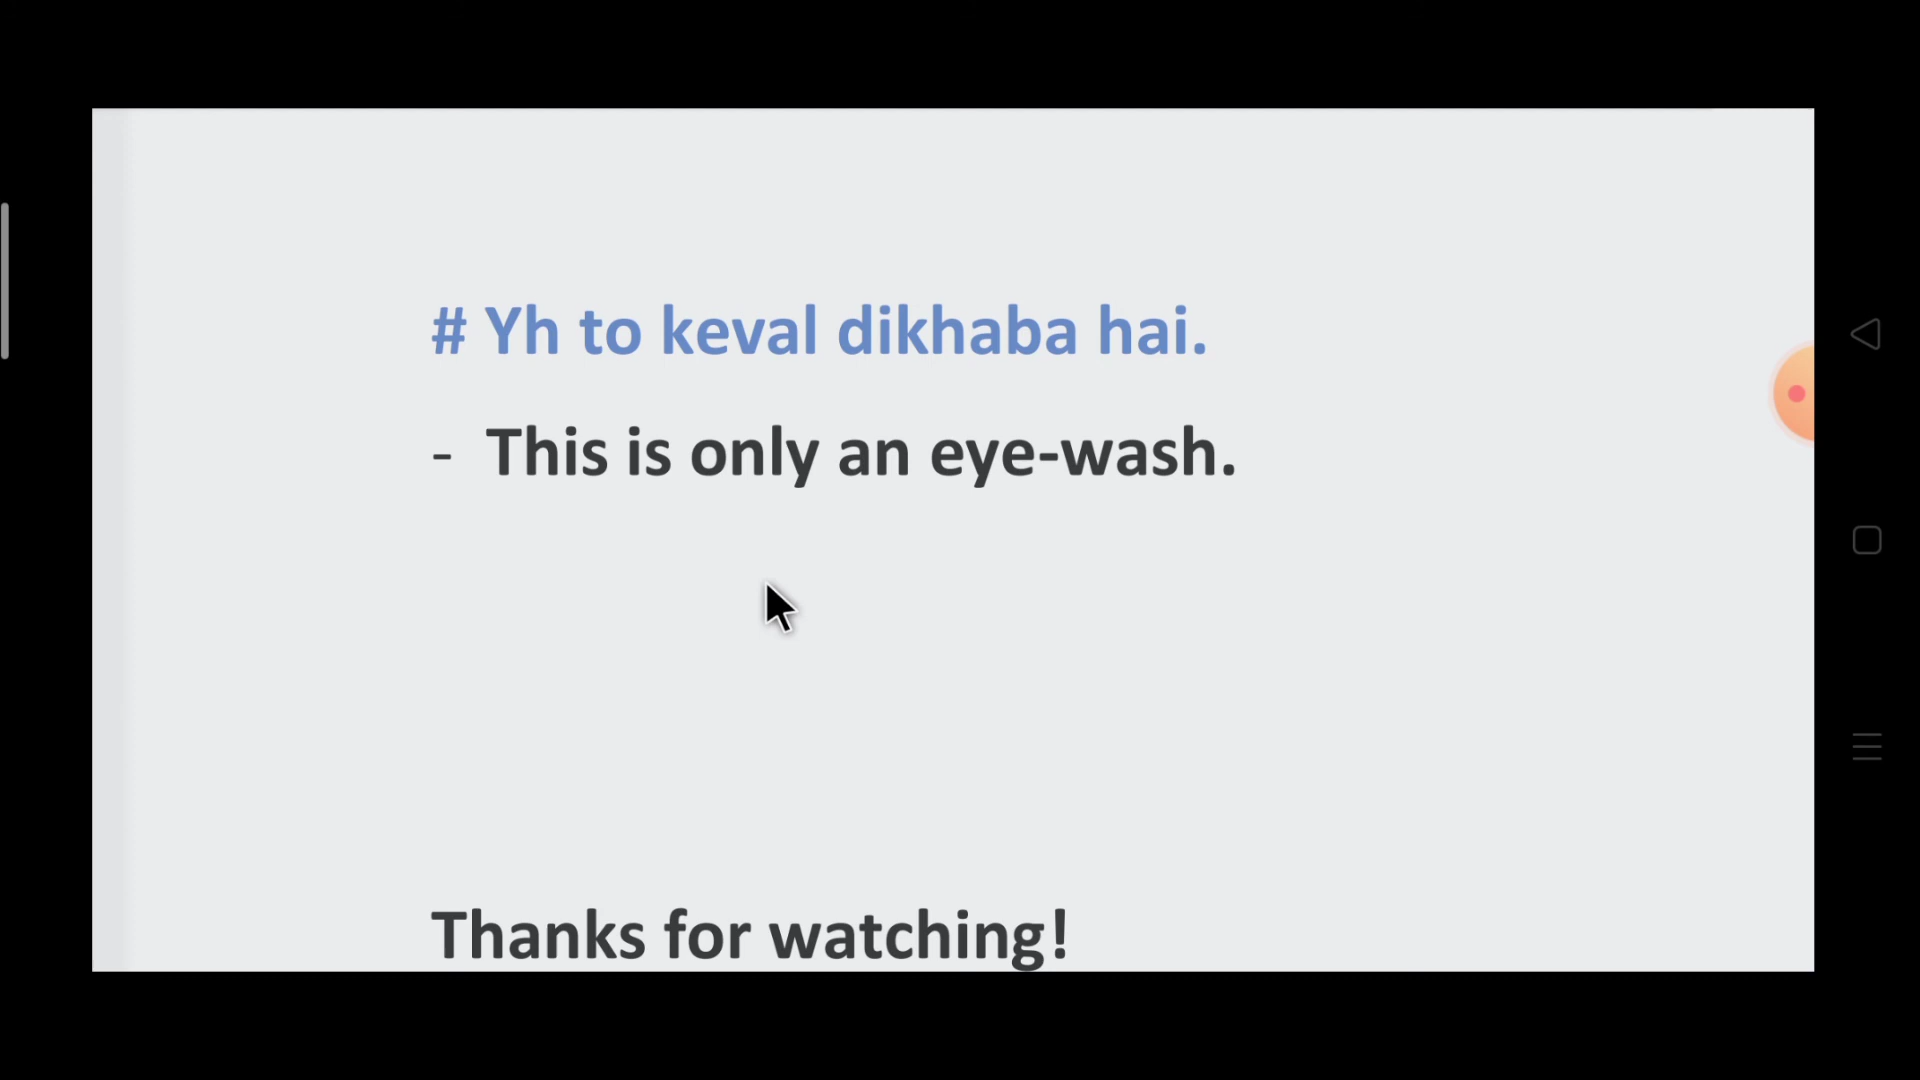 # Yh to keval dikhaba hai.
- This is only an eye-wash.
Thanks for watching!